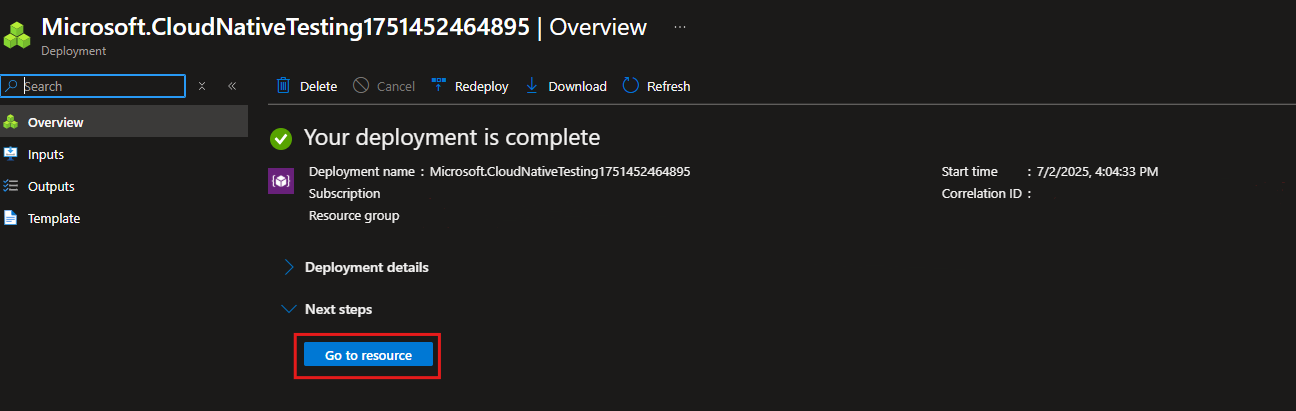 Microsoft.CloudNativeTesting1751452464895 | Overview ...
Deployment
Search
Overview
Inputs
Outputs
Template
Delete Cancel Redeploy Download Refresh
Your deployment is complete
Deployment name : Microsoft.CloudNativeTesting1751452464895
Subscription
Resource group
Start time : 7/2/2025, 4:04:33 PM
Correlation ID :
Deployment details
Next steps
Go to resource